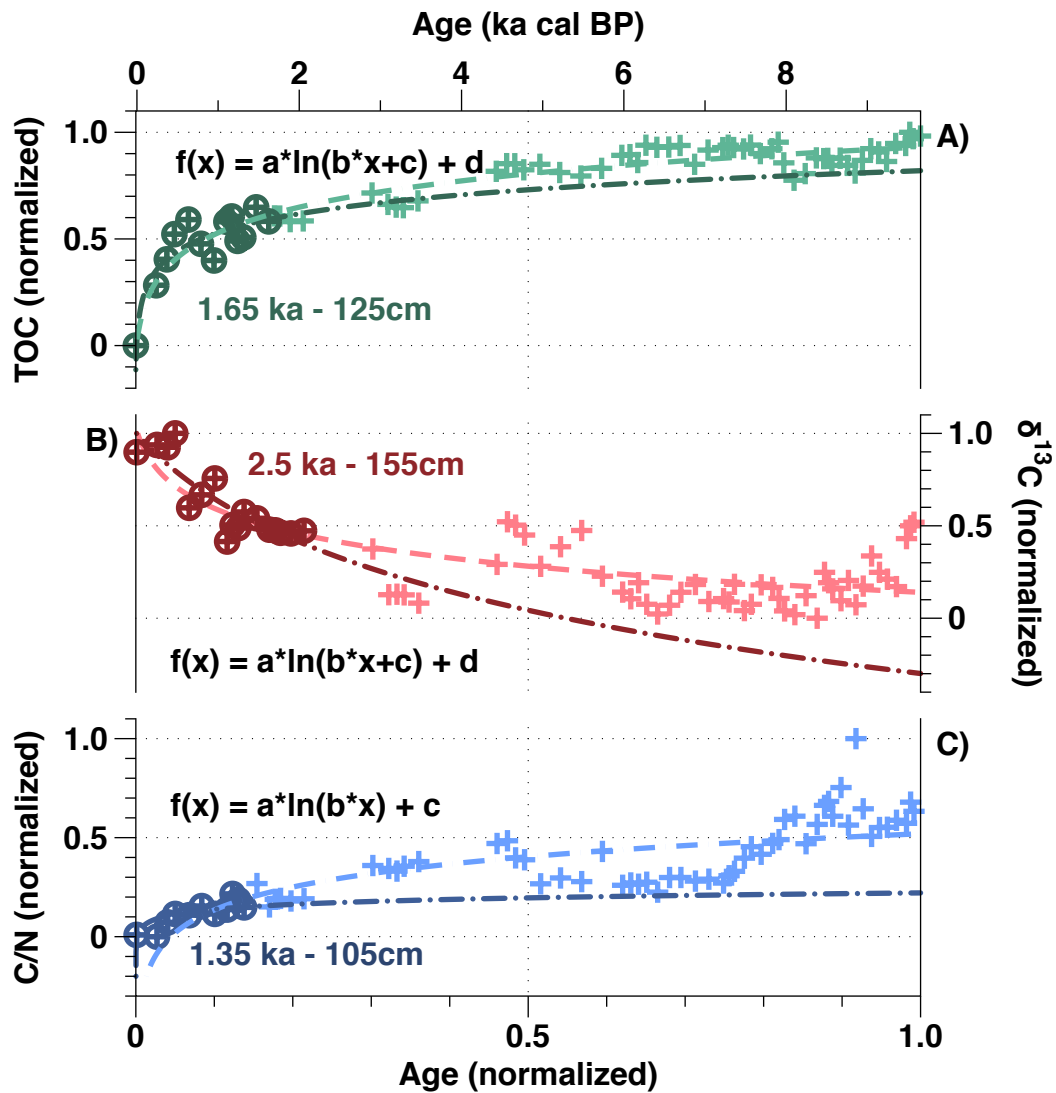 Age (ka cal BP)
0 2 4 6 8
TOC (normalized)
1.0
0.5
0
f(x) = a*ln(b*x+c) + d
A)
1.65 ka - 125cm
B)
2.5 ka - 155cm
1.0
0.5
0
δ 13C (normalized)
f(x) = a*ln(b*x+c) + d
C/N (normalized)
1.0
0.5
0
C)
f(x) = a*ln(b*x) + c
1.35 ka - 105cm
0 0.5 1.0
Age (normalized)